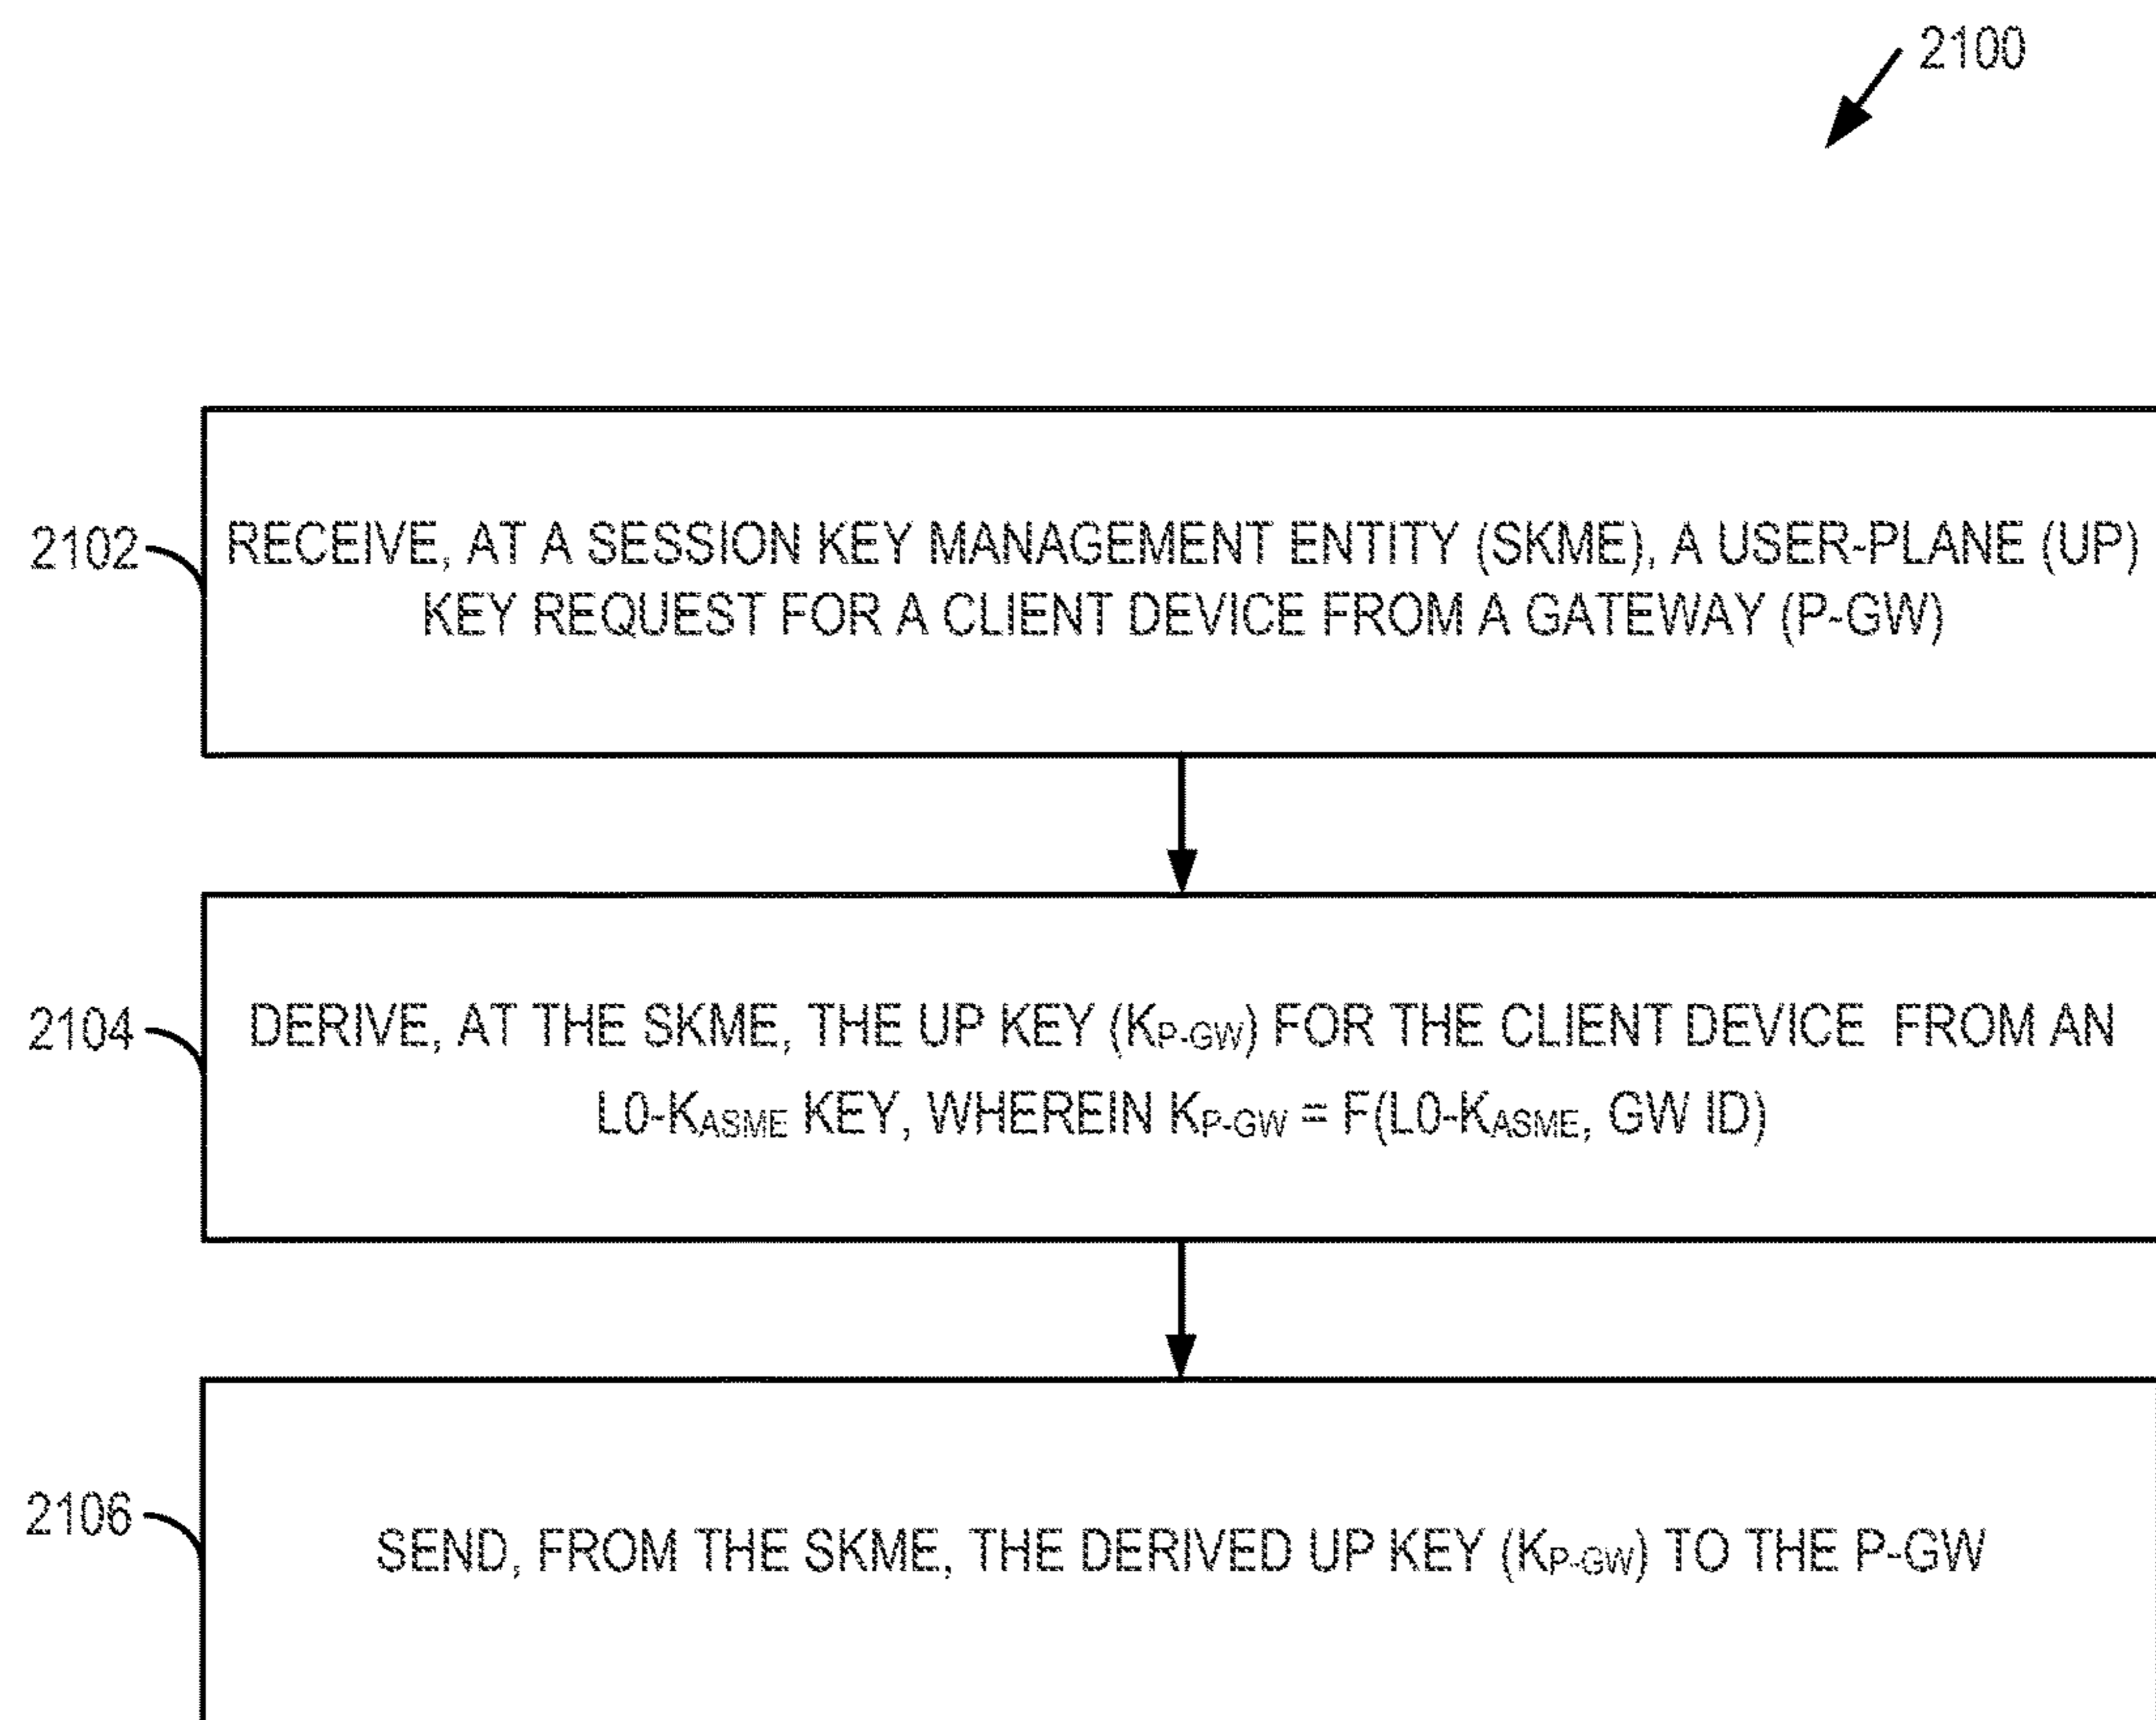 2100
2102
RECEIVE, AT A SESSION KEY MANAGEMENT ENTITY (SKME), A USER-PLANE (UP)
KEY REQUEST FOR A CLIENT DEVICE FROM A GATEWAY (P-GW)
2104
DERIVE, AT THE SKME, THE UP KEY (KP-GW) FOR THE CLIENT DEVICE FROM AN
L0-KASME KEY, WHEREIN KP-GW = F(L0-KASME, GW ID)
2106
SEND, FROM THE SKME, THE DERIVED UP KEY (KP-GW) TO THE P-GW